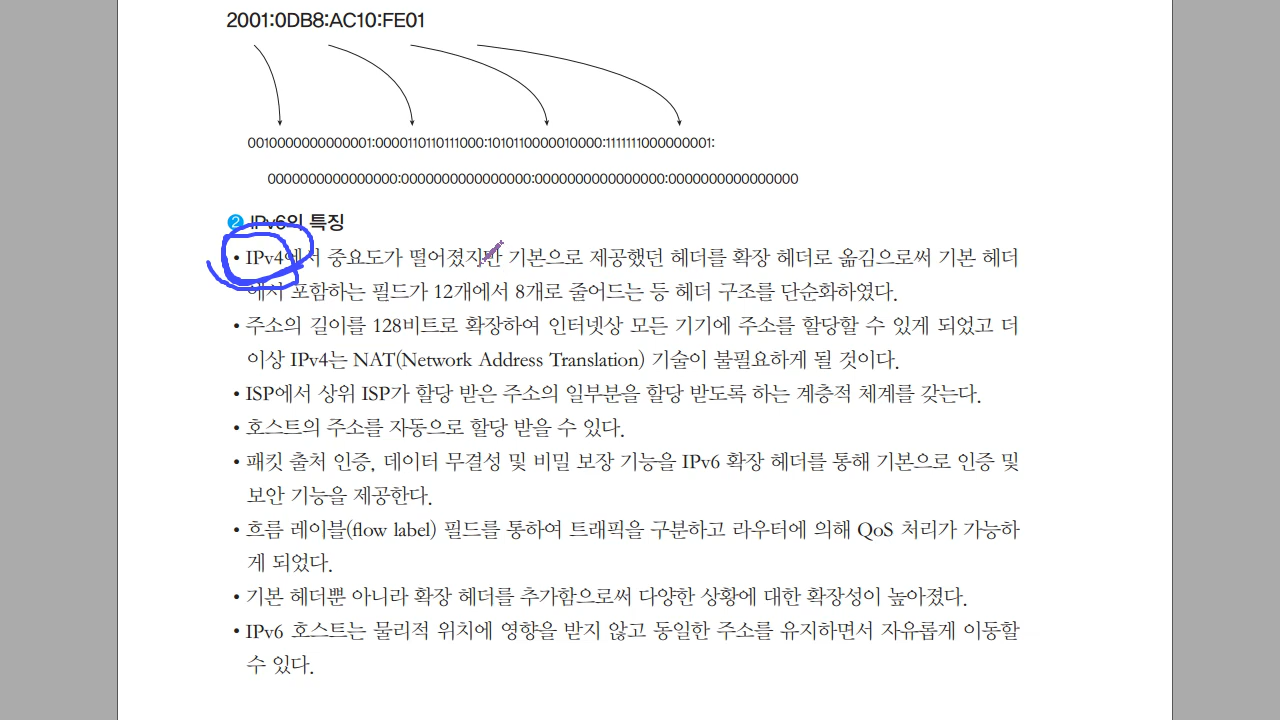 2001:0DB8:AC10:FE01
0010000000000001:0000110110111000:1010110000010000:1111111000000001:
0000000000000000:0000000000000000:0000000000000000:0000000000000000
❷ IPv6의 특징
• IPv4에서 중요도가 떨어졌지만 기본으로 제공했던 헤더를 확장 헤더로 옮김으로써 기본 헤더
에서 포함하는 필드가 12개에서 8개로 줄어드는 등 헤더 구조를 단순화하였다.
• 주소의 길이를 128비트로 확장하여 인터넷상 모든 기기에 주소를 할당할 수 있게 되었고 더
이상 IPv4는 NAT(Network Address Translation) 기술이 불필요하게 될 것이다.
• ISP에서 상위 ISP가 할당 받은 주소의 일부분을 할당 받도록 하는 계층적 체계를 갖는다.
• 호스트의 주소를 자동으로 할당 받을 수 있다.
• 패킷 출처 인증, 데이터 무결성 및 비밀 보장 기능을 IPv6 확장 헤더를 통해 기본으로 인증 및
보안 기능을 제공한다.
• 흐름 레이블(flow label) 필드를 통하여 트래픽을 구분하고 라우터에 의해 QoS 처리가 가능하
게 되었다.
• 기본 헤더뿐 아니라 확장 헤더를 추가함으로써 다양한 상황에 대한 확장성이 높아졌다.
• IPv6 호스트는 물리적 위치에 영향을 받지 않고 동일한 주소를 유지하면서 자유롭게 이동할
수 있다.